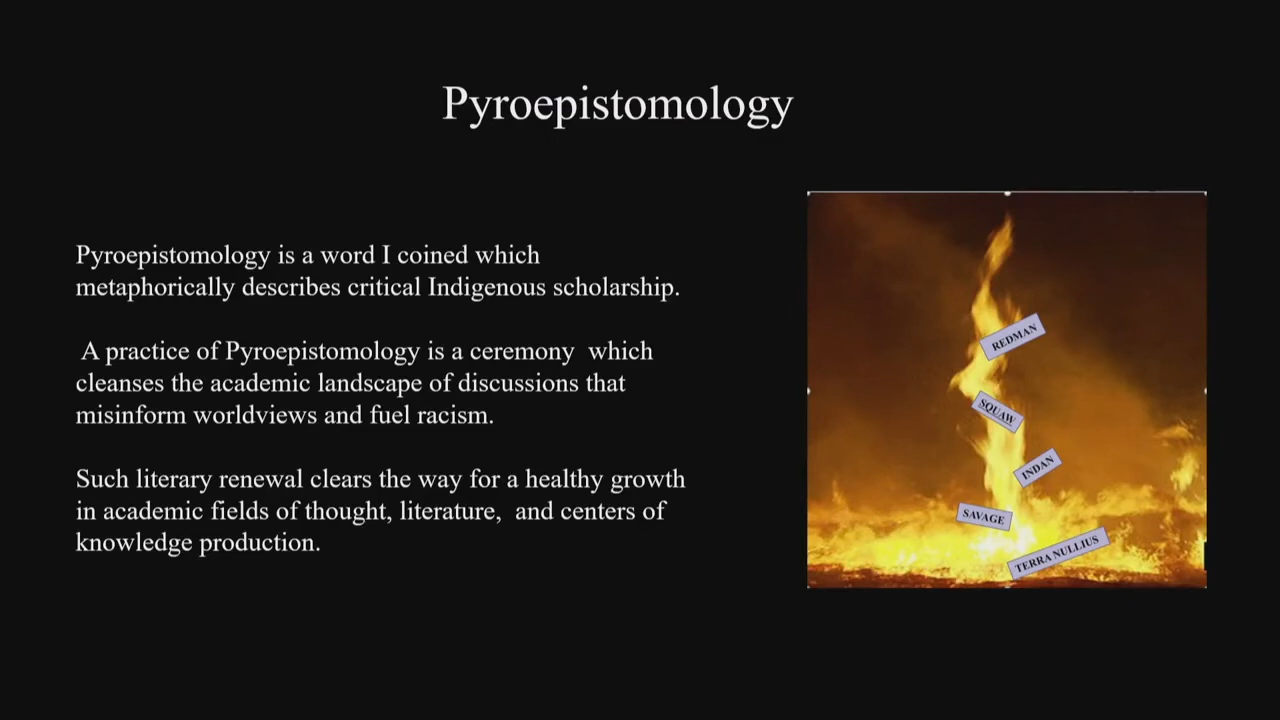 Pyroepistomology
Pyroepistomology is a word I coined which
metaphorically describes critical Indigenous scholarship.
A practice of Pyroepistomology is a ceremony which
cleanses the academic landscape of discussions that
misinform worldviews and fuel racism.
Such literary renewal clears the way for a healthy growth
in academic fields of thought, literature, and centers of
knowledge production.
REDMAN
SQUAW
INDAN
SAVAGE
TERRA NULLIUS